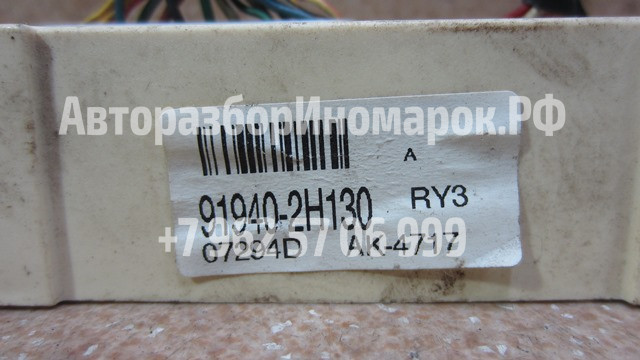 АвторазборИномарок.РФ
A
91940-2H130 RY3
07294D AK-4717